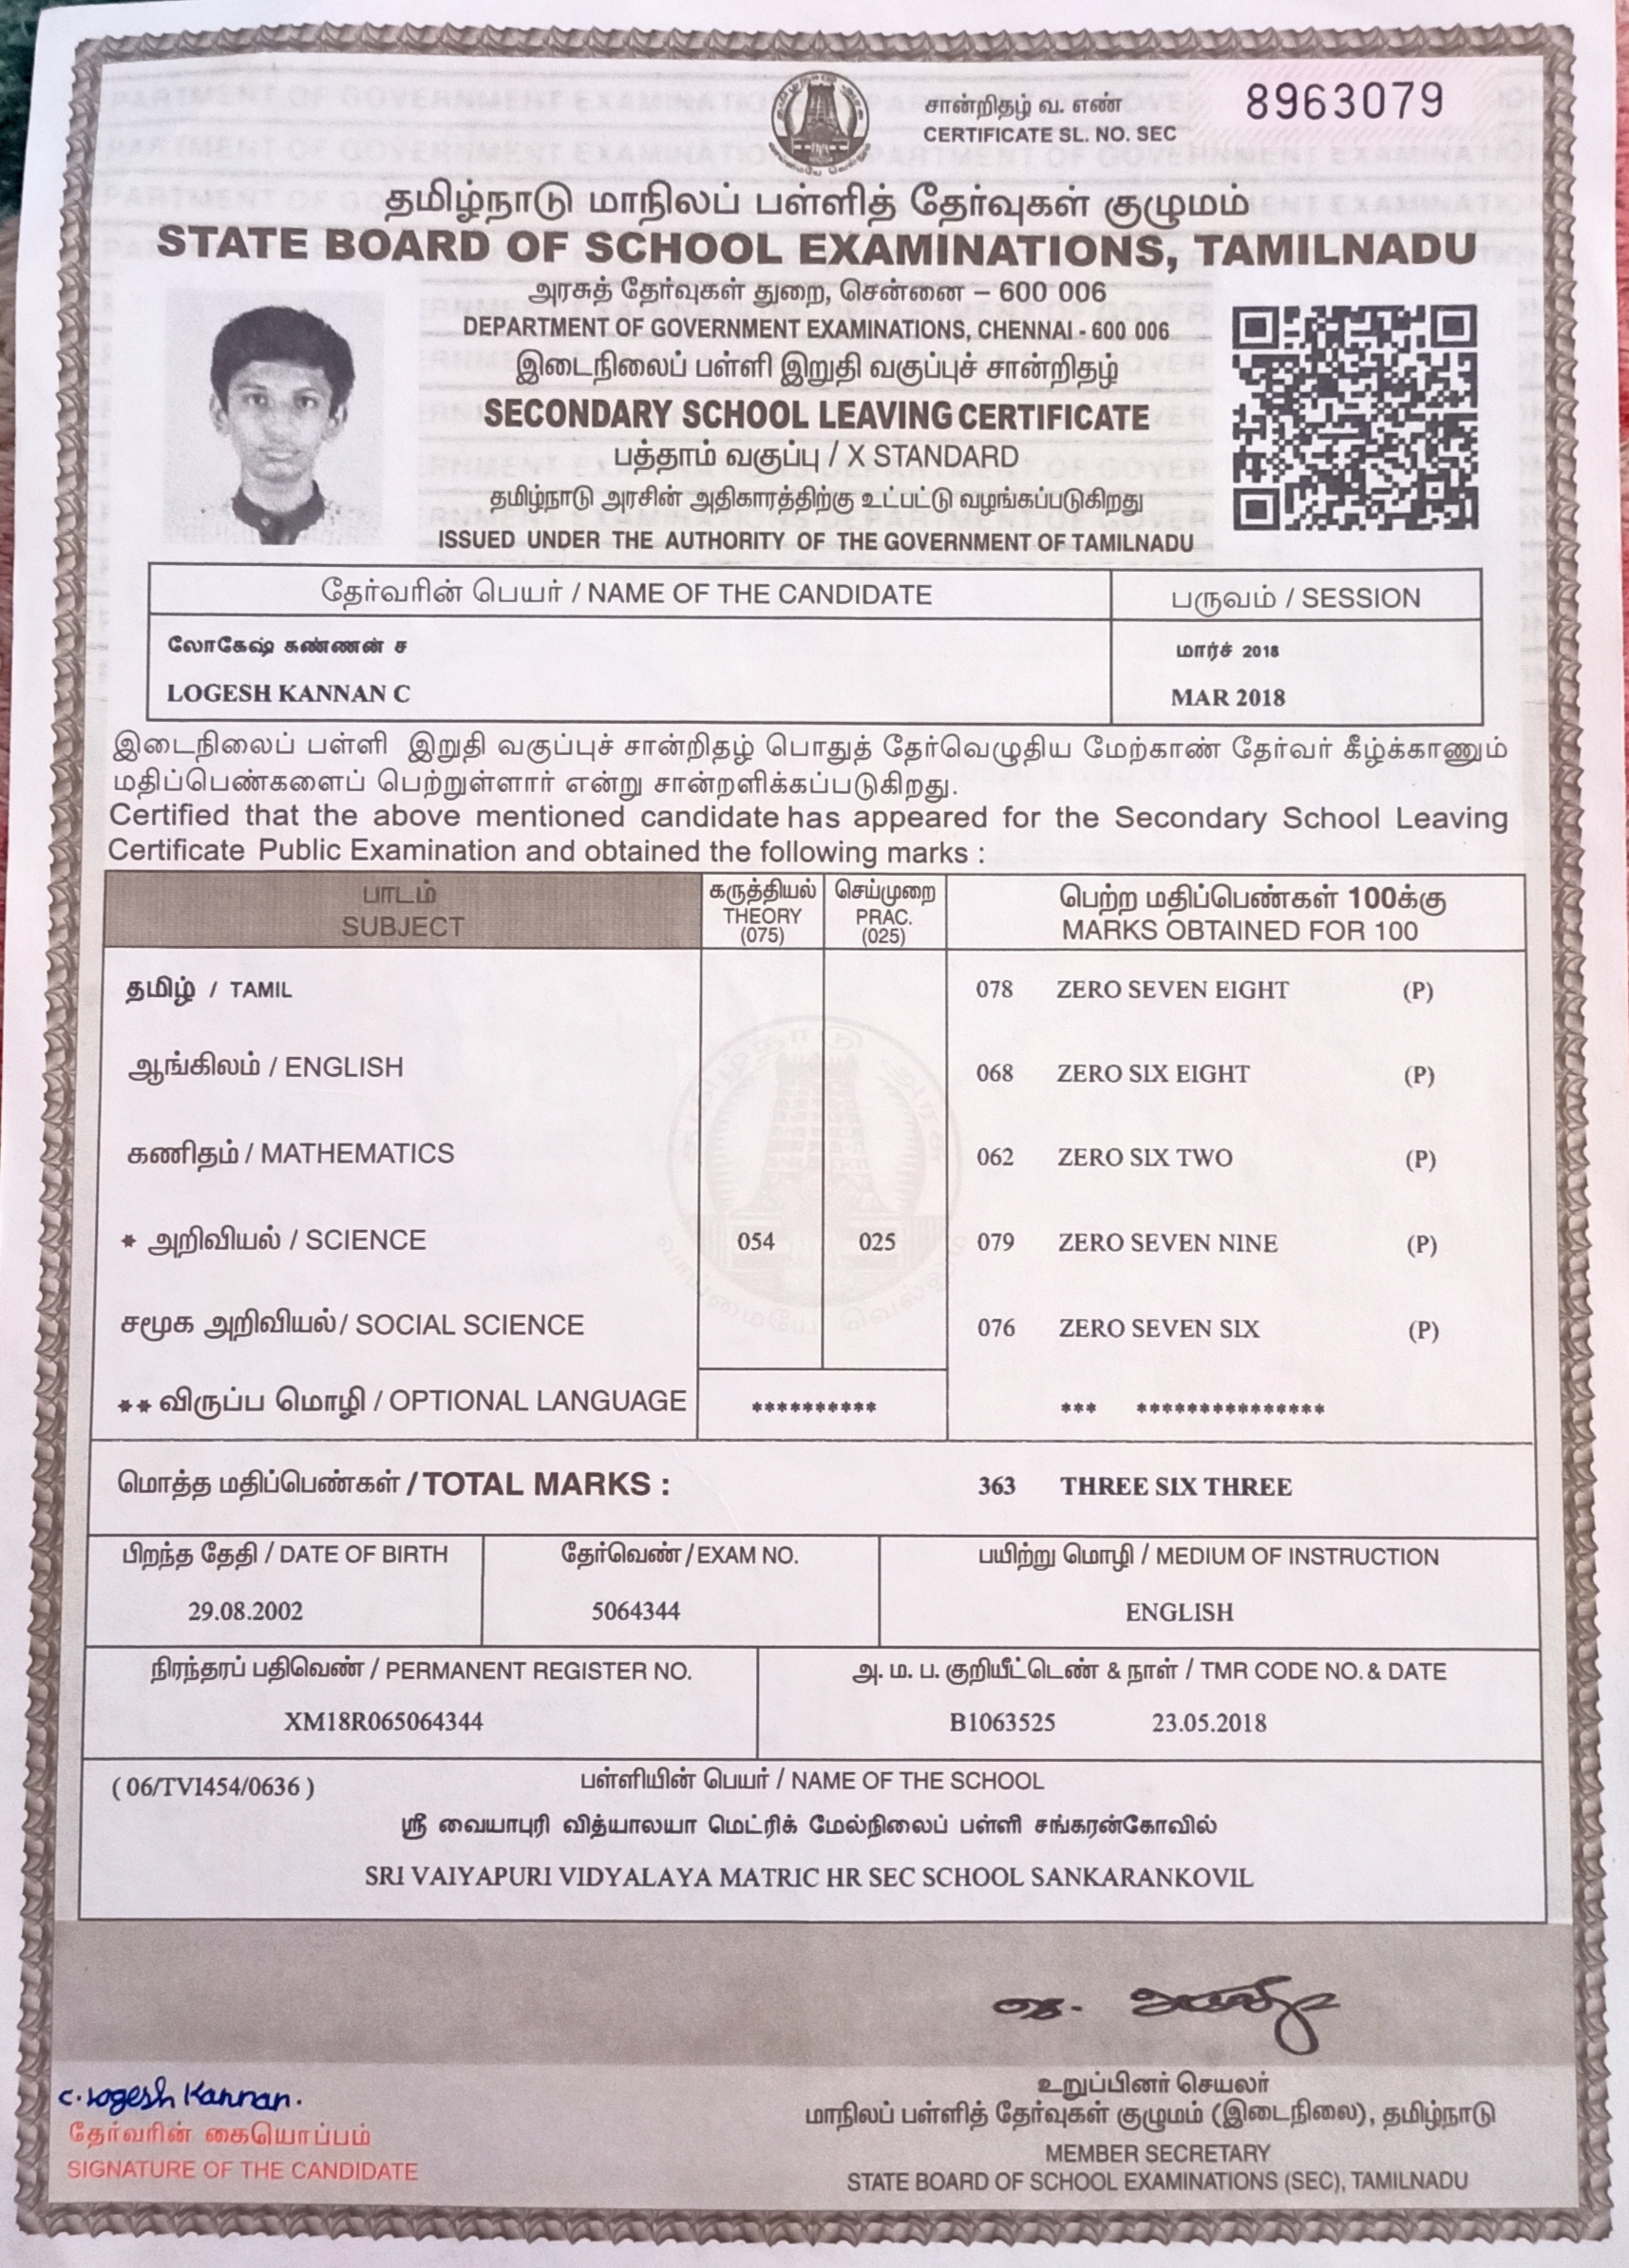 சான்றிதழ் வ. எண்
CERTIFICATE SL. NO. SEC
8963079
தமிழ்நாடு மாநிலப் பள்ளித் தேர்வுகள் குழுமம்
STATE BOARD OF SCHOOL EXAMINATIONS, TAMILNADU
அரசுத் தேர்வுகள் துறை, சென்னை – 600 006
DEPARTMENT OF GOVERNMENT EXAMINATIONS, CHENNAI - 600 006
இடைநிலைப் பள்ளி இறுதி வகுப்புச் சான்றிதழ்
SECONDARY SCHOOL LEAVING CERTIFICATE
பத்தாம் வகுப்பு / X STANDARD
தமிழ்நாடு அரசின் அதிகாரத்திற்கு உட்பட்டு வழங்கப்படுகிறது
ISSUED UNDER THE AUTHORITY OF THE GOVERNMENT OF TAMILNADU
தேர்வரின் பெயர் / NAME OF THE CANDIDATE பருவம் / SESSION
லோகேஷ் கண்ணன் ச மார்ச் 2018
LOGESH KANNAN C MAR 2018
இடைநிலைப் பள்ளி இறுதி வகுப்புச் சான்றிதழ் பொதுத் தேர்வெழுதிய மேற்காண் தேர்வர் கீழ்க்காணும்
மதிப்பெண்களைப் பெற்றுள்ளார் என்று சான்றளிக்கப்படுகிறது.
Certified that the above mentioned candidate has appeared for the Secondary School Leaving
Certificate Public Examination and obtained the following marks :
பாடம் கருத்தியல் செய்முறை பெற்ற மதிப்பெண்கள் 100க்கு
SUBJECT THEORY PRAC. MARKS OBTAINED FOR 100
(075) (025)
தமிழ் / TAMIL 078 ZERO SEVEN EIGHT (P)
ஆங்கிலம் / ENGLISH 068 ZERO SIX EIGHT (P)
கணிதம் / MATHEMATICS 062 ZERO SIX TWO (P)
* அறிவியல் / SCIENCE 054 025 079 ZERO SEVEN NINE (P)
சமூக அறிவியல் / SOCIAL SCIENCE 076 ZERO SEVEN SIX (P)
** விருப்ப மொழி / OPTIONAL LANGUAGE ********** *** ***************
மொத்த மதிப்பெண்கள் / TOTAL MARKS : 363 THREE SIX THREE
பிறந்த தேதி / DATE OF BIRTH தேர்வெண் / EXAM NO. பயிற்று மொழி / MEDIUM OF INSTRUCTION
29.08.2002 5064344 ENGLISH
நிரந்தரப் பதிவெண் / PERMANENT REGISTER NO. அ. ம. ப. குறியீட்டெண் & நாள் / TMR CODE NO. & DATE
XM18R065064344 B1063525 23.05.2018
( 06/TV1454/0636 ) பள்ளியின் பெயர் / NAME OF THE SCHOOL
ஸ்ரீ வையாபுரி வித்யாலயா மெட்ரிக் மேல்நிலைப் பள்ளி சங்கரன்கோவில்
SRI VAIYAPURI VIDYALAYA MATRIC HR SEC SCHOOL SANKARANKOVIL
C. Logesh Kannan.
தேர்வரின் கையொப்பம்
SIGNATURE OF THE CANDIDATE
உறுப்பினர் செயலர்
மாநிலப் பள்ளித் தேர்வுகள் குழுமம் (இடைநிலை), தமிழ்நாடு
MEMBER SECRETARY
STATE BOARD OF SCHOOL EXAMINATIONS (SEC), TAMILNADU